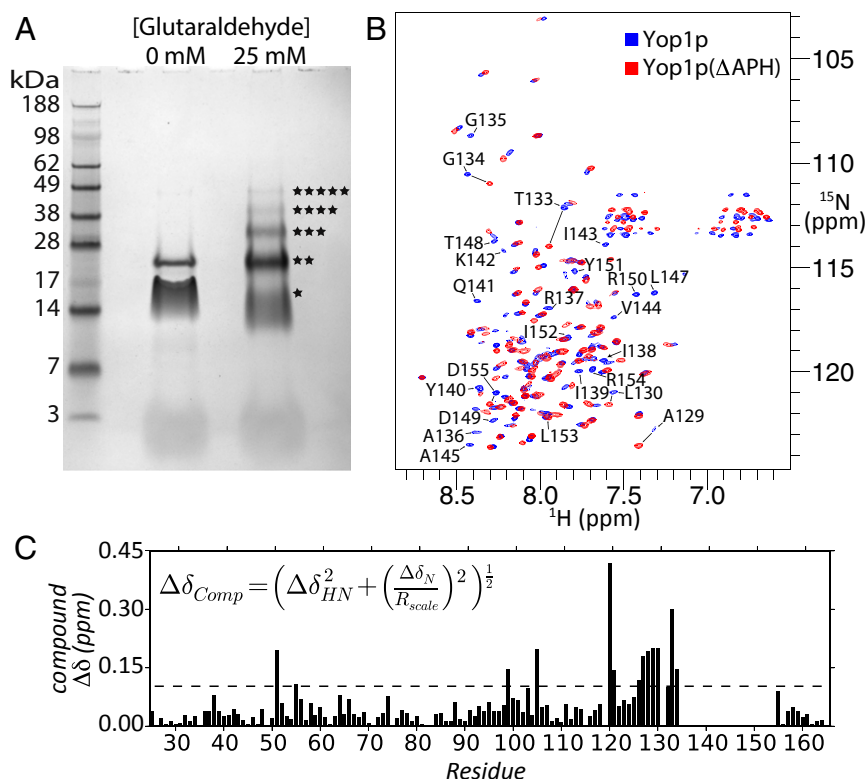 A
[Glutaraldehyde]
0 mM 25 mM
kDa
188
98
62
49
38
28
17
14
7
3
★★★★★
★★★★
★★★
★★
★
B
Yop1p
Yop1p(ΔAPH)
G135
G134
T133
T148
I143
K142
Y151
Q141
R150
L147
R137
V144
I152
I138
D155
R154
Y140
I139
L130
D149
A129
A136
L153
A145
105
110
15N
(ppm)
115
120
8.5 8.0 7.5 7.0
1H (ppm)
C
ΔδComp = (ΔδHN² + (ΔδN / Rscale)²)^1/2
compound
Δδ (ppm)
0.45
0.30
0.15
0.00
30 40 50 60 70 80 90 100 110 120 130 140 150 160
Residue